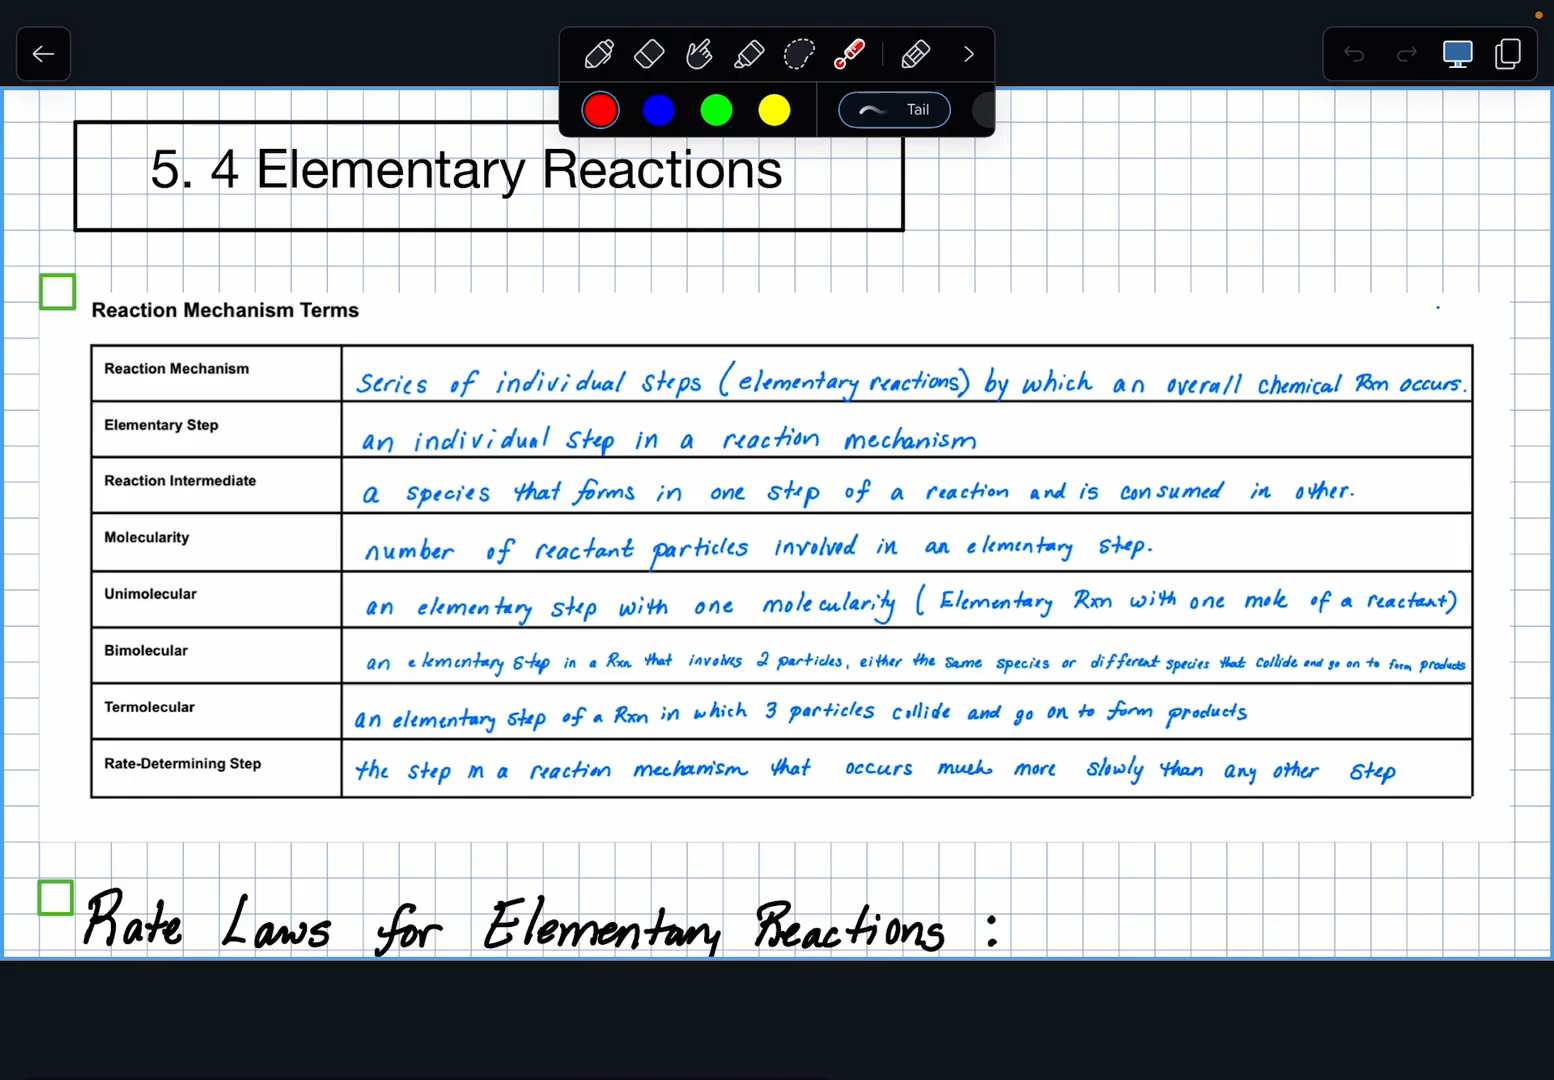 Tail
5. 4 Elementary Reactions
Reaction Mechanism Terms
Reaction Mechanism
Series of individual steps (elementary reactions) by which an overall chemical Rxn occurs.
Elementary Step
an individual step in a reaction mechanism
Reaction Intermediate
a species that forms in one step of a reaction and is consumed in other.
Molecularity
number of reactant particles involved in an elementary step.
Unimolecular
an elementary step with one molecularity (Elementary Rxn with one mole of a reactant)
Bimolecular
an elementary step in a Rxn that involves 2 particles, either the same species or different species that collide and go on to form products
Termolecular
an elementary step of a Rxn in which 3 particles collide and go on to form products
Rate-Determining Step
the step in a reaction mechanism that occurs much more slowly than any other step
Rate Laws for Elementary Reactions :